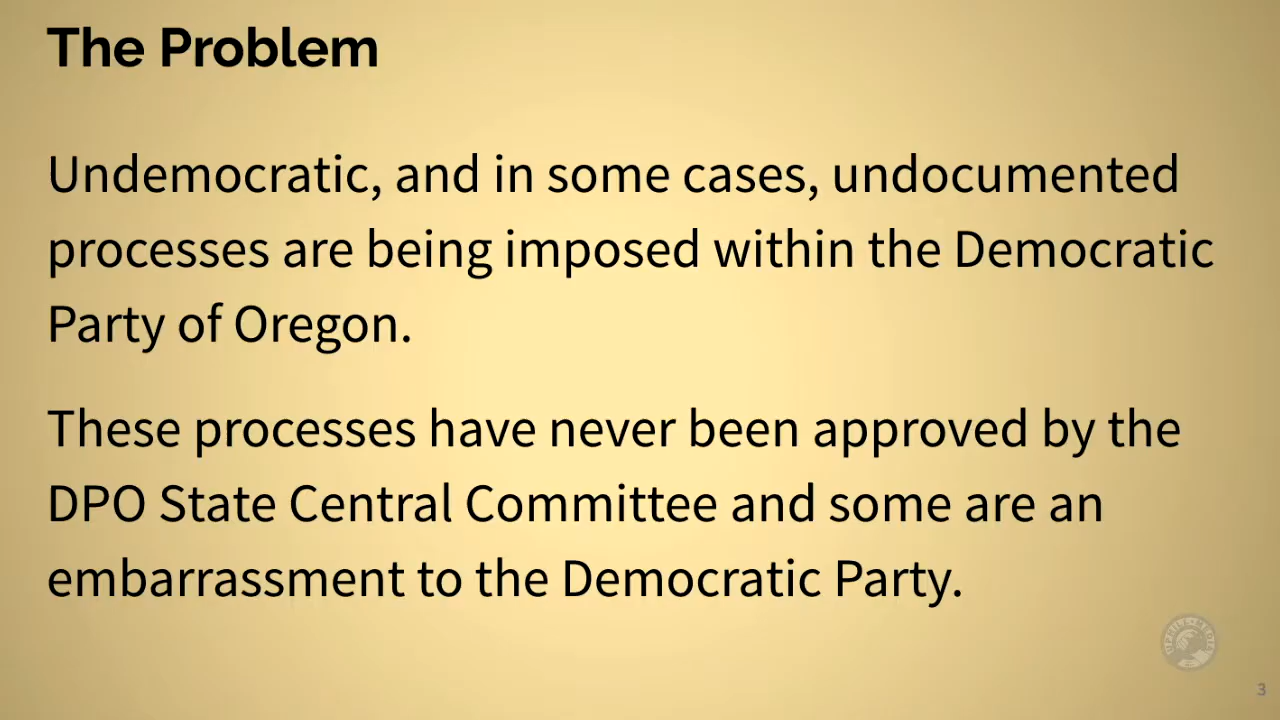 The Problem
Undemocratic, and in some cases, undocumented
processes are being imposed within the Democratic
Party of Oregon.
These processes have never been approved by the
DPO State Central Committee and some are an
embarrassment to the Democratic Party.
3